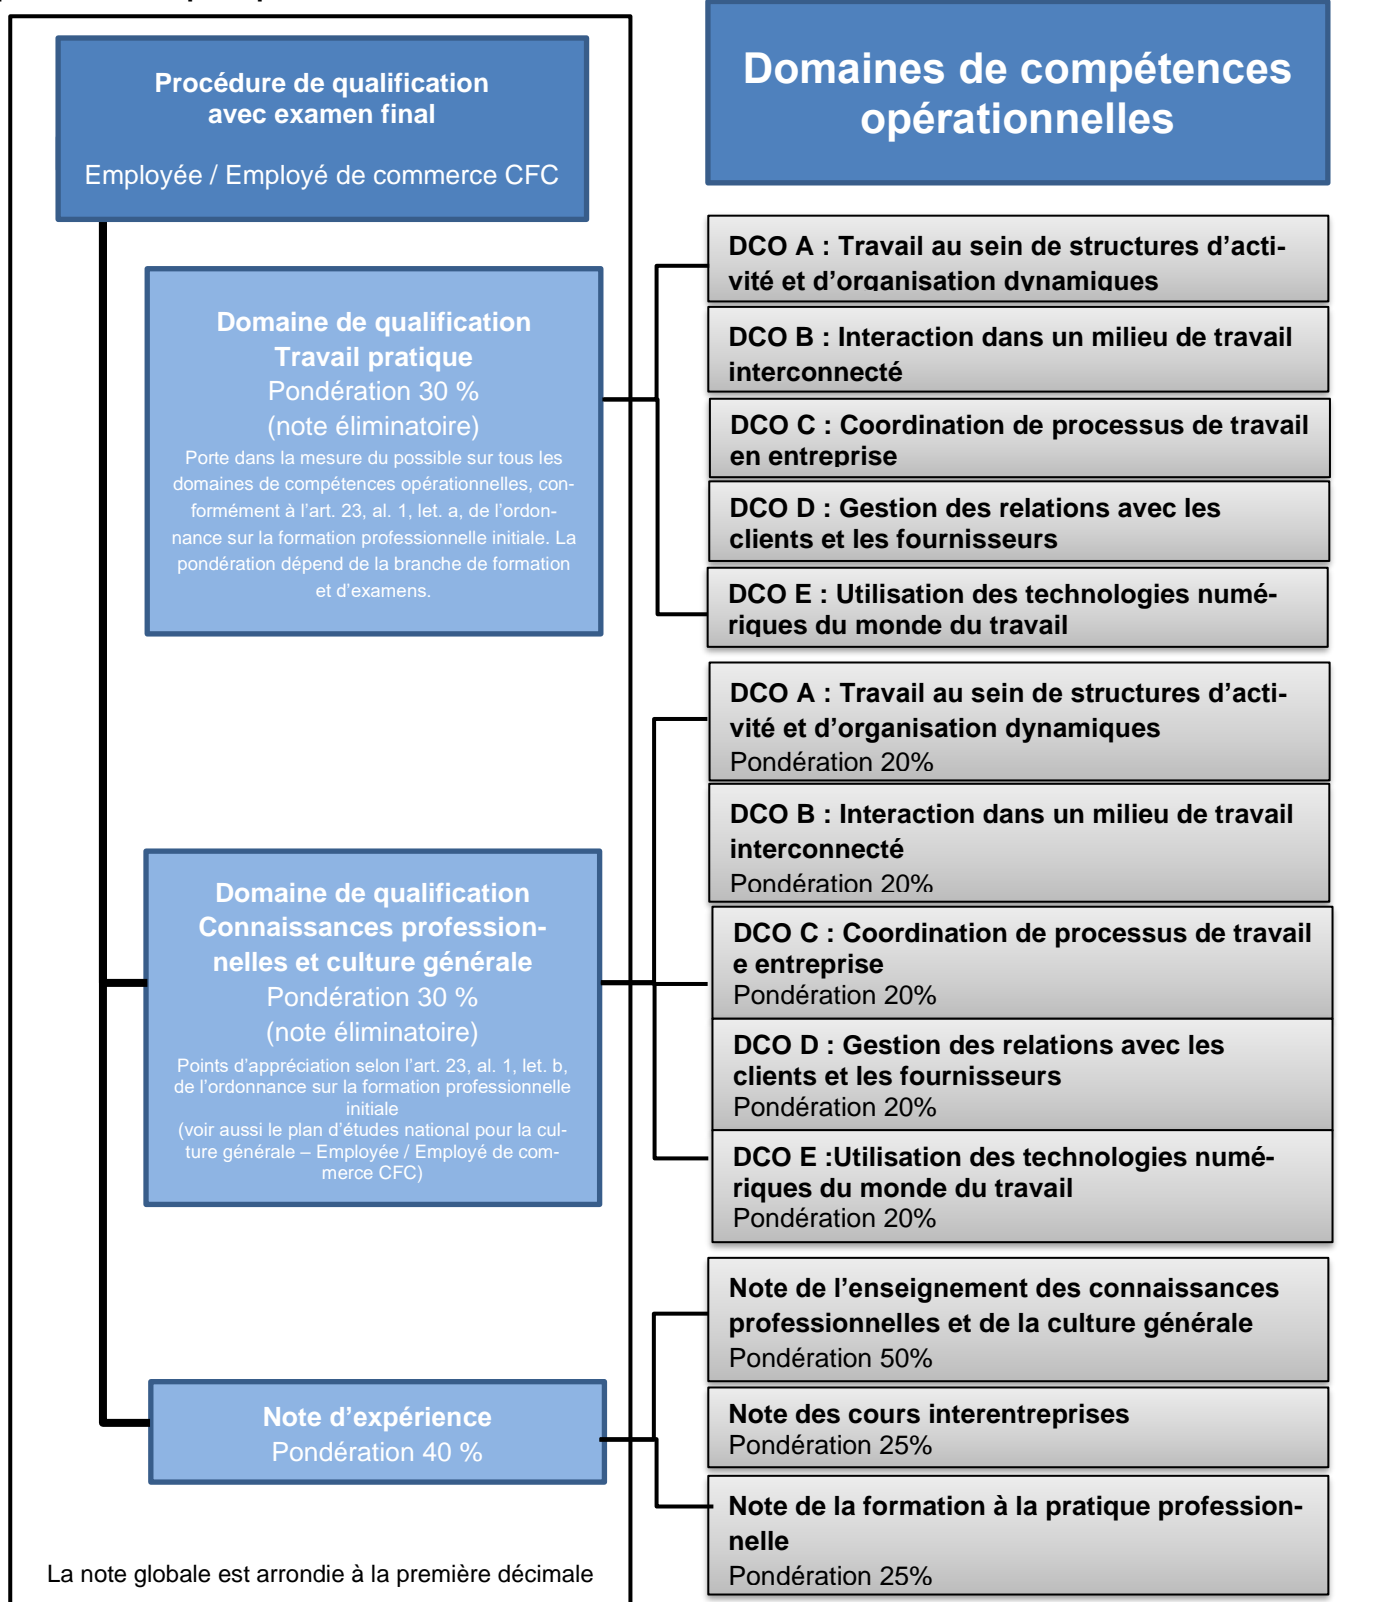 Procédure de qualification
avec examen final
Employée / Employé de commerce CFC
Domaine de qualification
Travail pratique
Pondération 30 %
(note éliminatoire)
Porte dans la mesure du possible sur tous les
domaines de compétences opérationnelles, con-
formément à l'art. 23, al. 1, let. a, de l'ordon-
nance sur la formation professionnelle initiale. La
pondération dépend de la branche de formation
et d'examens.
Domaine de qualification
Connaissances profession-
nelles et culture générale
Pondération 30 %
(note éliminatoire)
Points d'appréciation selon l'art. 23, al. 1, let. b,
de l'ordonnance sur la formation professionnelle
initiale
(voir aussi le plan d'études national pour la cul-
ture générale – Employée / Employé de com-
merce CFC)
Note d'expérience
Pondération 40 %
La note globale est arrondie à la première décimale
Domaines de compétences
opérationnelles
DCO A : Travail au sein de structures d'acti-
vité et d'organisation dynamiques
DCO B : Interaction dans un milieu de travail
interconnecté
DCO C : Coordination de processus de travail
en entreprise
DCO D : Gestion des relations avec les
clients et les fournisseurs
DCO E : Utilisation des technologies numé-
riques du monde du travail
DCO A : Travail au sein de structures d'acti-
vité et d'organisation dynamiques
Pondération 20%
DCO B : Interaction dans un milieu de travail
interconnecté
Pondération 20%
DCO C : Coordination de processus de travail
e entreprise
Pondération 20%
DCO D : Gestion des relations avec les
clients et les fournisseurs
Pondération 20%
DCO E :Utilisation des technologies numé-
riques du monde du travail
Pondération 20%
Note de l'enseignement des connaissances
professionnelles et de la culture générale
Pondération 50%
Note des cours interentreprises
Pondération 25%
Note de la formation à la pratique profession-
nelle
Pondération 25%